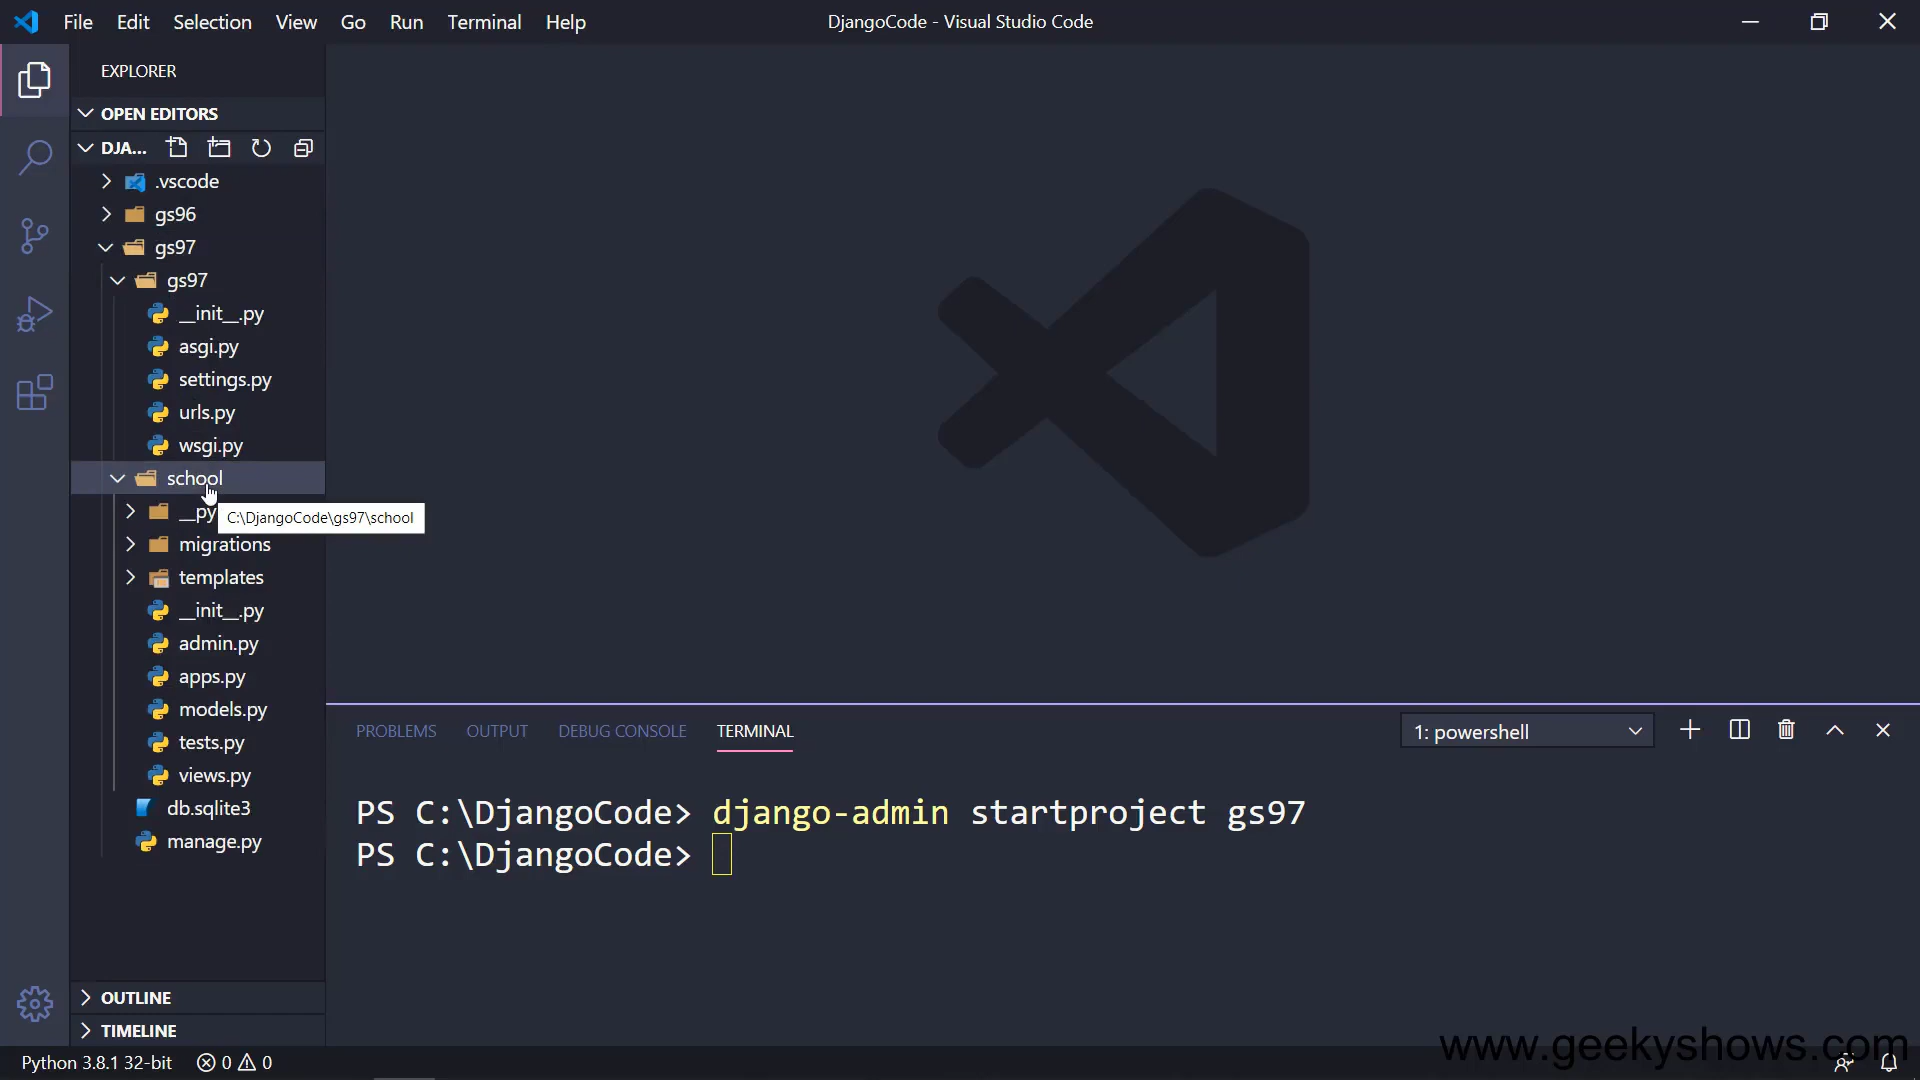 File Edit Selection View Go Run Terminal Help
DjangoCode - Visual Studio Code
EXPLORER
OPEN EDITORS
DJA...
.vscode
gs96
gs97
gs97
__init__.py
asgi.py
settings.py
urls.py
wsgi.py
school
__py
C:\DjangoCode\gs97\school
migrations
templates
__init__.py
admin.py
apps.py
models.py
tests.py
views.py
db.sqlite3
manage.py
OUTLINE
TIMELINE
PROBLEMS OUTPUT DEBUG CONSOLE TERMINAL
1: powershell
PS C:\DjangoCode> django-admin startproject gs97
PS C:\DjangoCode>
www.geekyshows.com
Python 3.8.1 32-bit 0 0